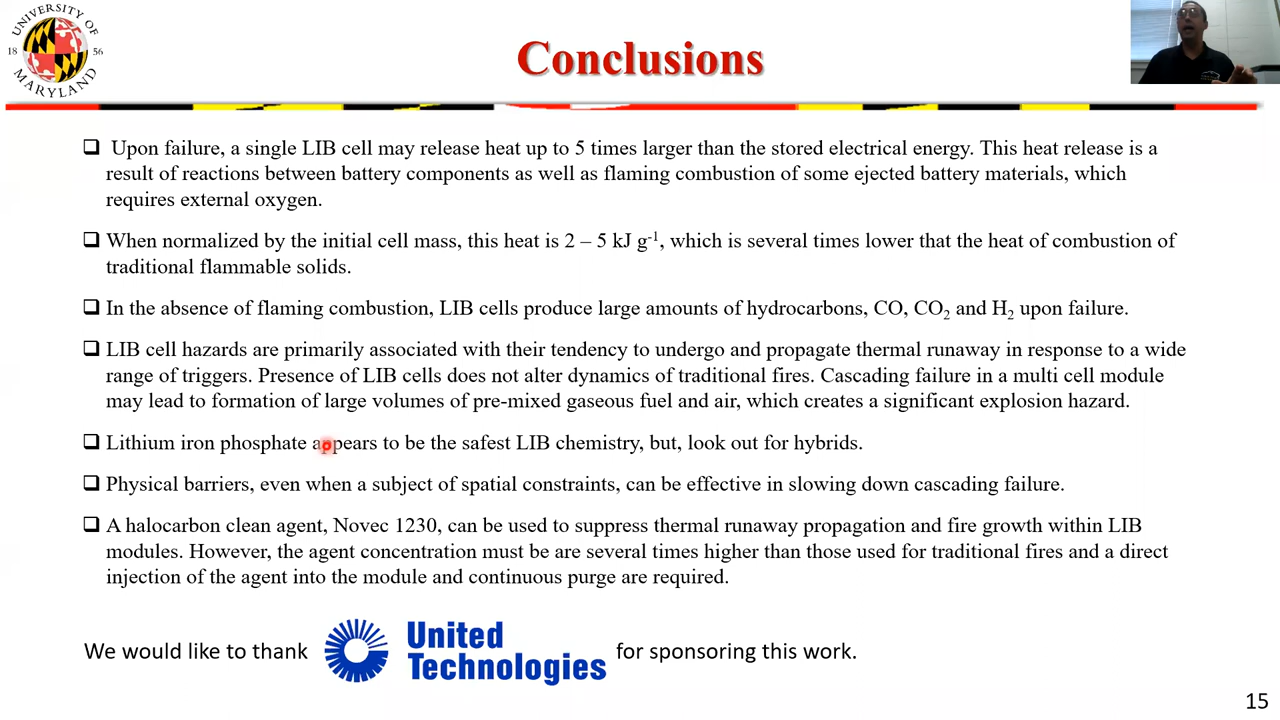 UNIVERSITY OF
18 56
MARYLAND
Conclusions
❑ Upon failure, a single LIB cell may release heat up to 5 times larger than the stored electrical energy. This heat release is a
result of reactions between battery components as well as flaming combustion of some ejected battery materials, which
requires external oxygen.
❑ When normalized by the initial cell mass, this heat is 2 – 5 kJ g⁻¹, which is several times lower that the heat of combustion of
traditional flammable solids.
❑ In the absence of flaming combustion, LIB cells produce large amounts of hydrocarbons, CO, CO₂ and H₂ upon failure.
❑ LIB cell hazards are primarily associated with their tendency to undergo and propagate thermal runaway in response to a wide
range of triggers. Presence of LIB cells does not alter dynamics of traditional fires. Cascading failure in a multi cell module
may lead to formation of large volumes of pre-mixed gaseous fuel and air, which creates a significant explosion hazard.
❑ Lithium iron phosphate appears to be the safest LIB chemistry, but, look out for hybrids.
❑ Physical barriers, even when a subject of spatial constraints, can be effective in slowing down cascading failure.
❑ A halocarbon clean agent, Novec 1230, can be used to suppress thermal runaway propagation and fire growth within LIB
modules. However, the agent concentration must be are several times higher than those used for traditional fires and a direct
injection of the agent into the module and continuous purge are required.
We would like to thank United Technologies for sponsoring this work.
15